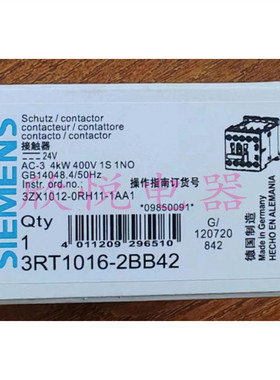 SIEMENS
Schutz / contactor
contacteur / contattore
contacto / contactor
接触器
24V
AC-3 4kW 400V 1S 1NO
GB14048.4/50Hz
Instr. ord no.: 操作指南订货号
3ZX1012-0RH11-1AA1
*09850091*
欣悦电器
Qty
1
4 011209 296510
G/
120720
842
德国制造
Made in Germany
HECHO EN ALEMANIA
3RT1016-2BB42